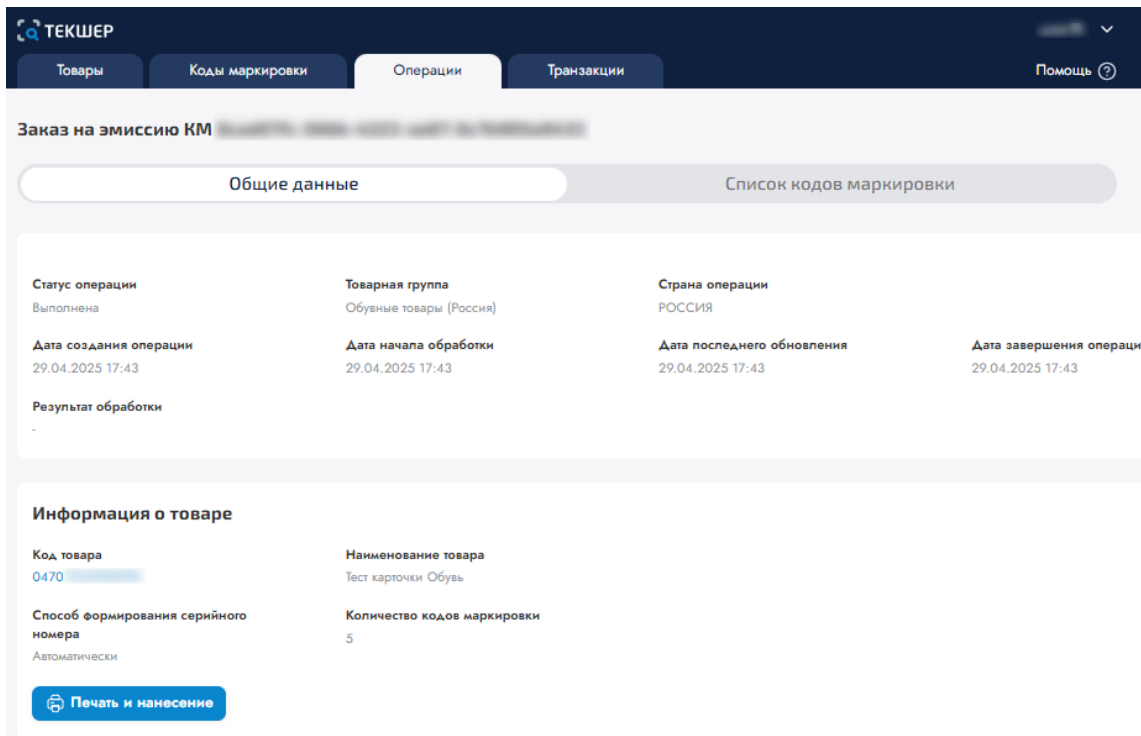 ТЕКШЕР
Товары Коды маркировки Операции Транзакции Помощь
Заказ на эмиссию КМ
Общие данные Список кодов маркировки
Статус операции Товарная группа Страна операции
Выполнена Обувные товары (Россия) РОССИЯ
Дата создания операции Дата начала обработки Дата последнего обновления Дата завершения операци
29.04.2025 17:43 29.04.2025 17:43 29.04.2025 17:43 29.04.2025 17:43
Результат обработки
-
Информация о товаре
Код товара Наименование товара
0470 Тест карточки Обувь
Способ формирования серийного Количество кодов маркировки
номера
5
Автоматически
Печать и нанесение